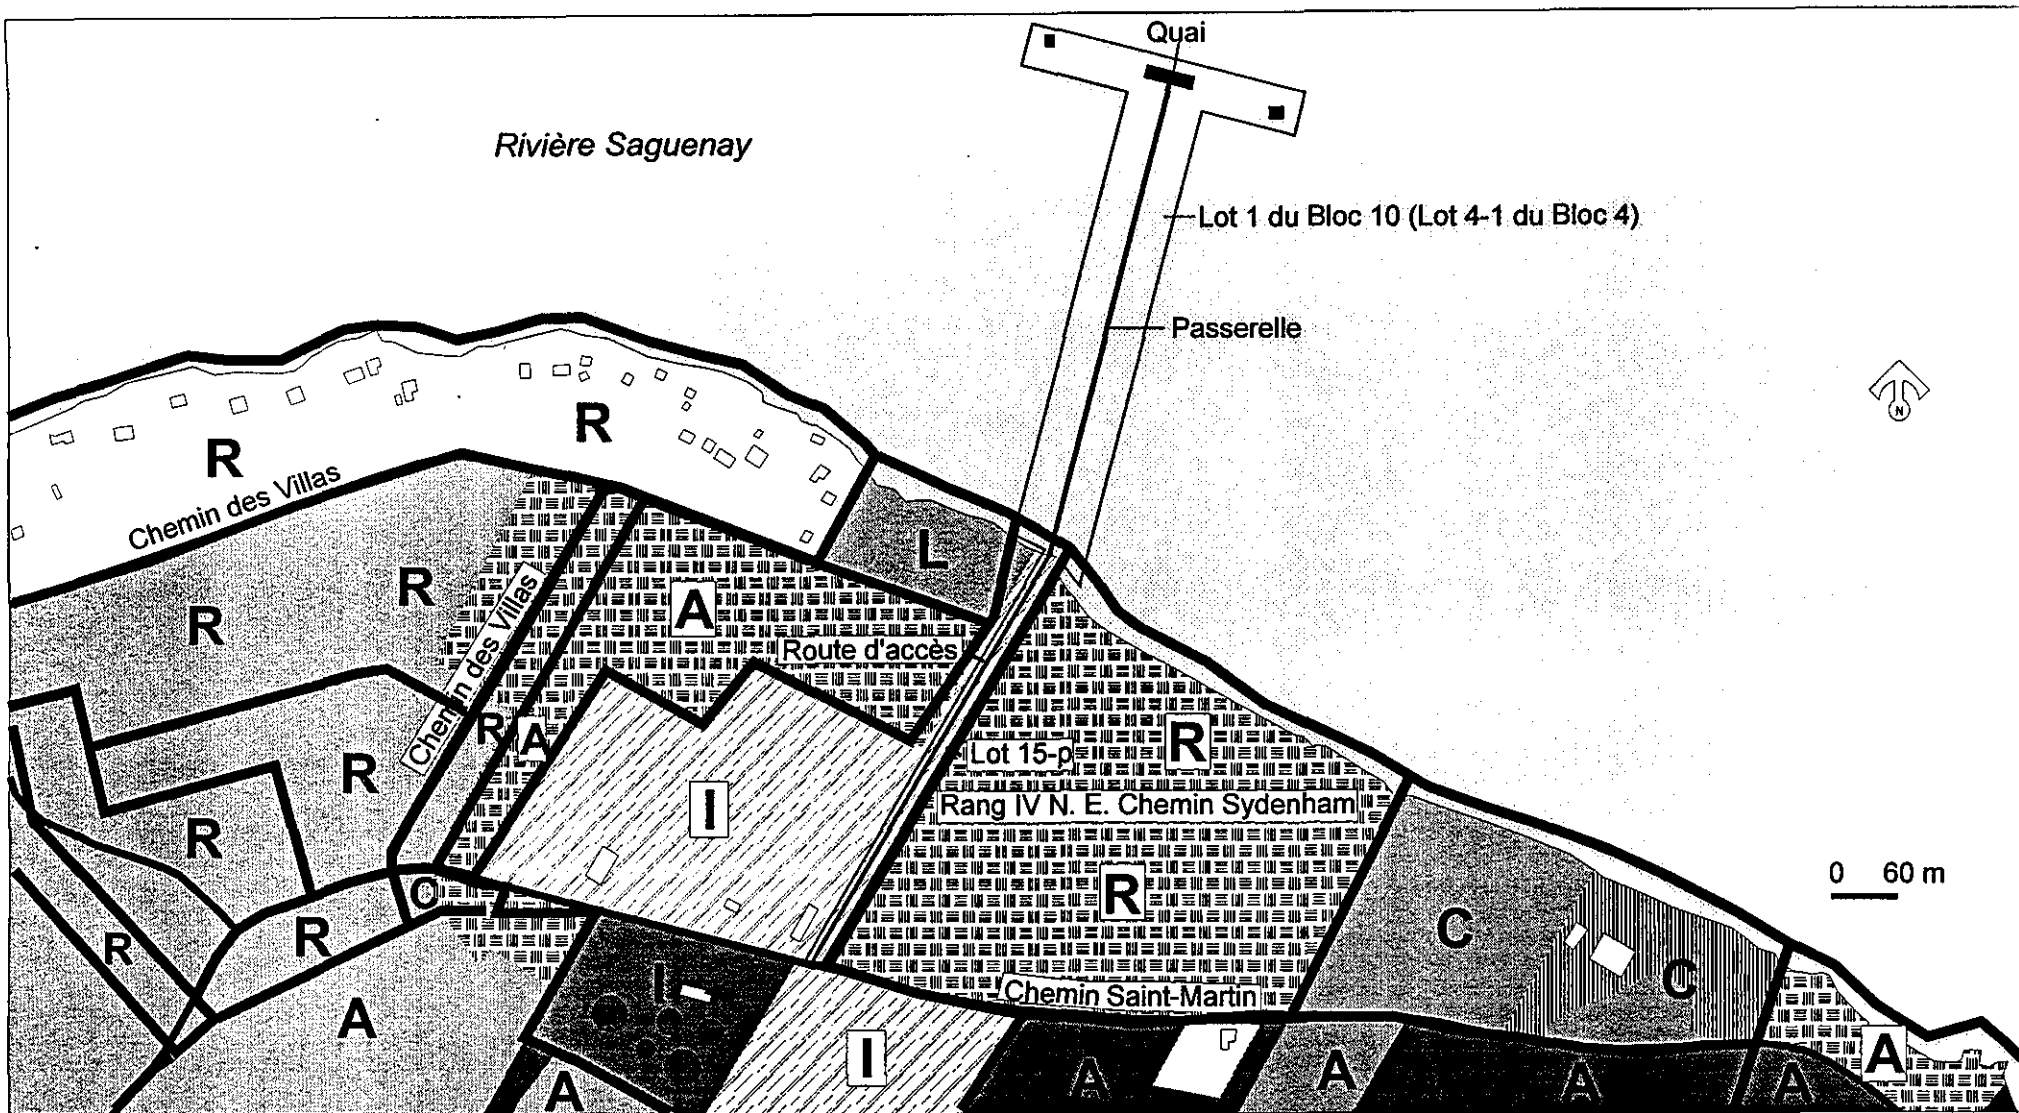 Quai
Rivière Saguenay
Lot 1 du Bloc 10 (Lot 4-1 du Bloc 4)
Passerelle
N
R
R
Chemin des Villas
L
R
R
Chemin des Villas
A
Route d'accès
R
A
R
Lot 15-p
R
I
Rang IV N. E. Chemin Sydenham
R
0 60 m
C
R
R
R
C
R
I
C
A
Chemin Saint-Martin
I
A
A
A
A
A
A